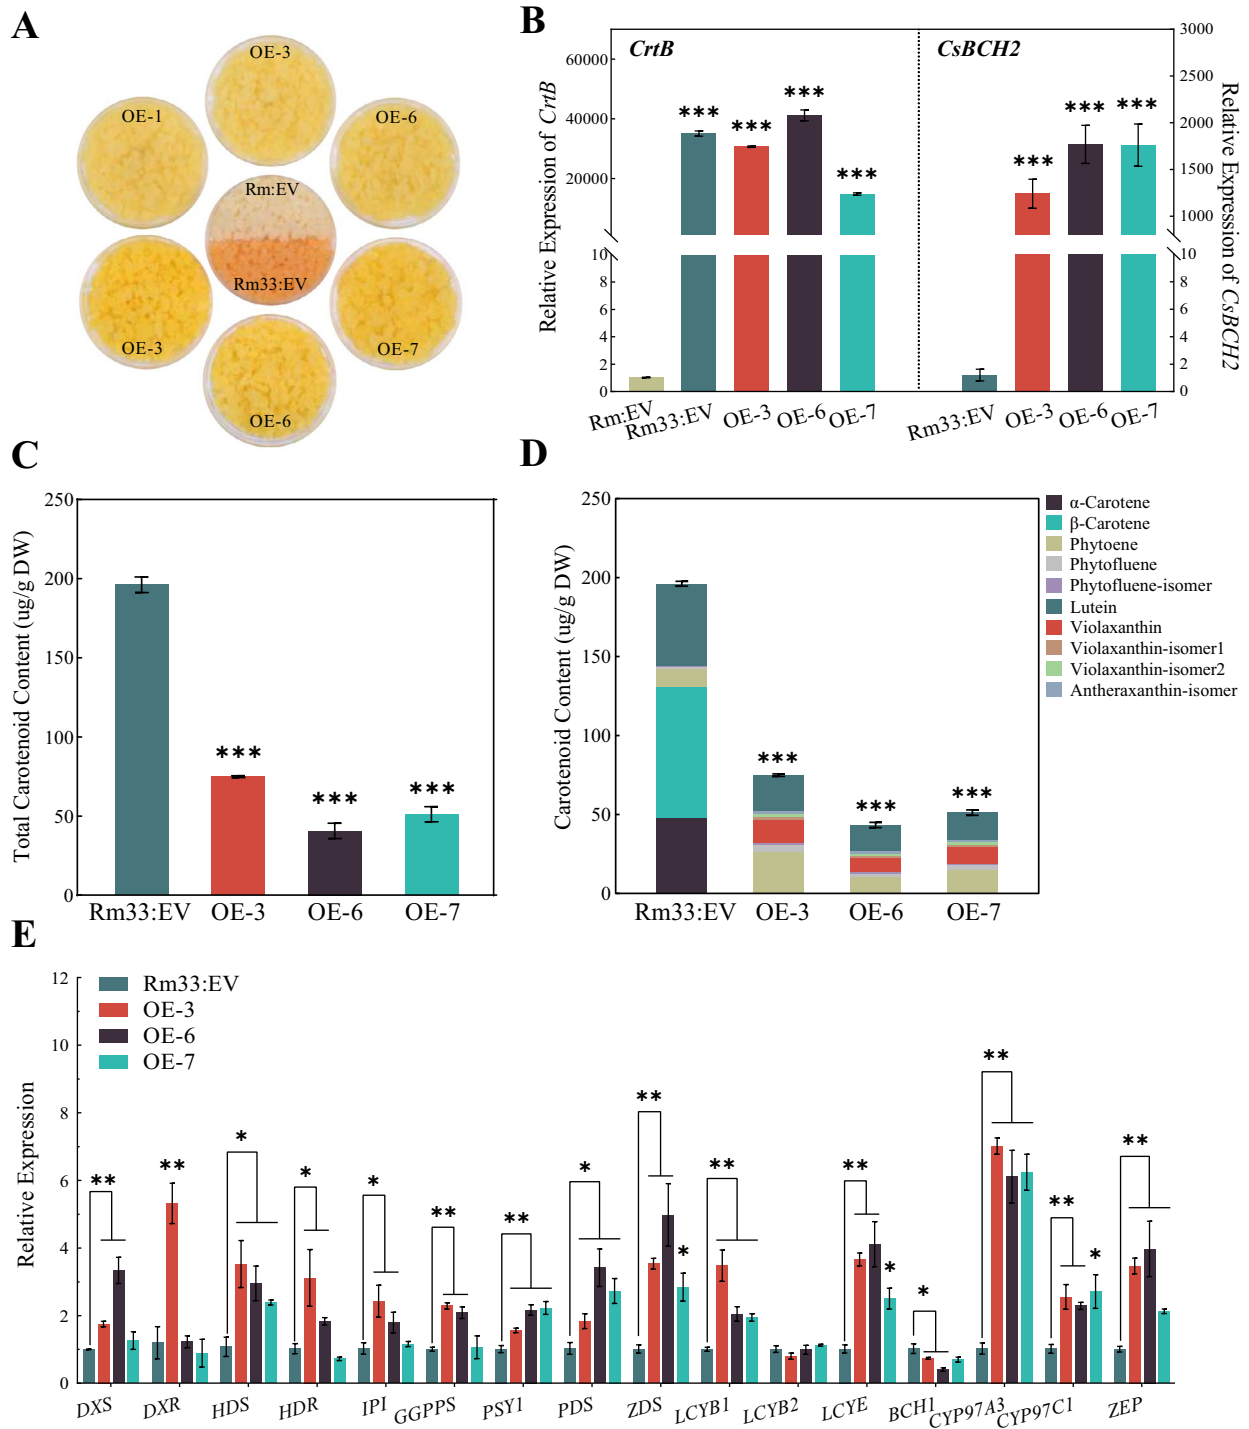 A
OE-3
OE-1
OE-6
Rm:EV
Rm33:EV
OE-3
OE-7
OE-6
B
CrtB
CsBCH2
Relative Expression of CrtB
60000
40000
20000
10
8
6
4
2
0
3000
2500
2000
1500
1000
10
8
6
4
2
0
Relative Expression of CsBCH2
*** *** *** ***
*** *** ***
Rm:EV Rm33:EV OE-3 OE-6 OE-7 Rm33:EV OE-3 OE-6 OE-7
C
Total Carotenoid Content (ug/g DW)
250
200
150
100
50
0
*** *** ***
Rm33:EV OE-3 OE-6 OE-7
D
Carotenoid Content (ug/g DW)
250
200
150
100
50
0
*** *** ***
Rm33:EV OE-3 OE-6 OE-7
α-Carotene
β-Carotene
Phytoene
Phytofluene
Phytofluene-isomer
Lutein
Violaxanthin
Violaxanthin-isomer1
Violaxanthin-isomer2
Antheraxanthin-isomer
E
Relative Expression
12
10
8
6
4
2
0
Rm33:EV
OE-3
OE-6
OE-7
** ** * * * ** ** * ** * ** ** * * ** ** * **
DXS DXR HDS HDR IPI GGPPS PSY1 PDS ZDS LCYB1 LCYB2 LCYE BCH1 CYP97A3 CYP97C1 ZEP